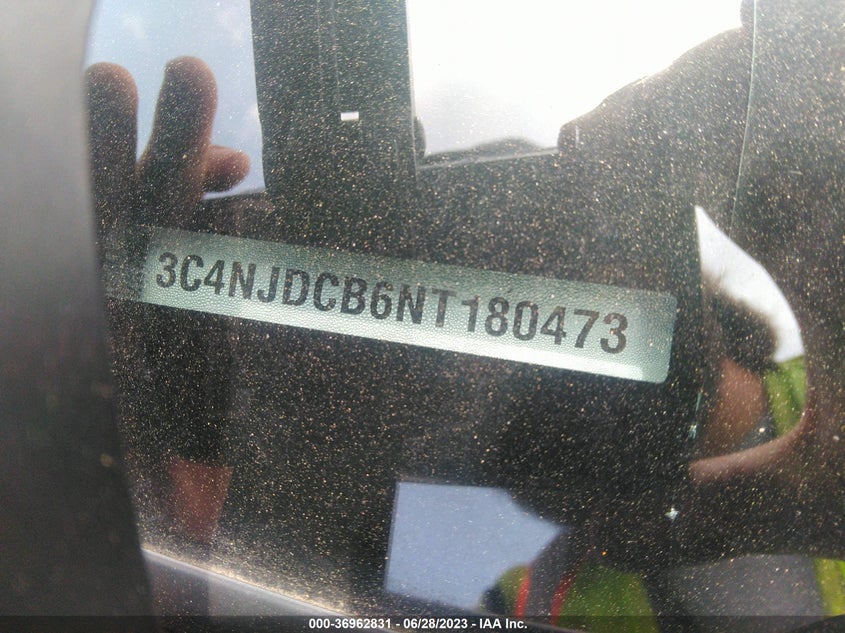 3C4NJDCB6NT180473
000-36962831 - 06/28/2023 - IAA Inc.